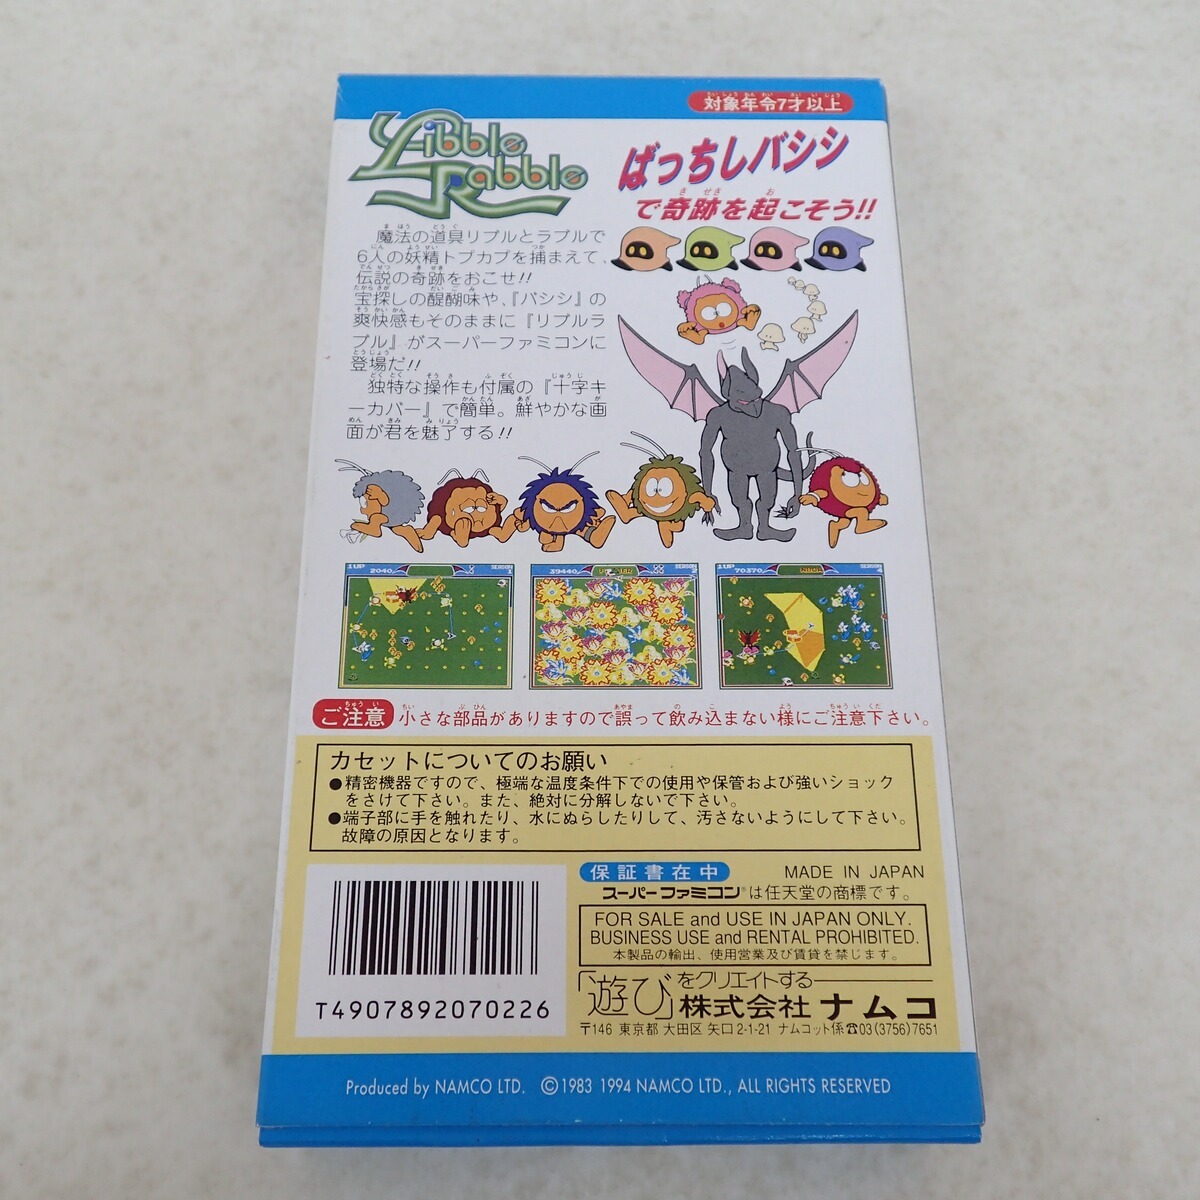 対象年令7才以上
Libble Rabble
ばっちしバシシ
で奇跡を起こそう!!
魔法の道具リブルとラブルで
6人の妖精トプカプを捕まえて、
伝説の奇跡をおこせ!!
宝探しの醍醐味や、『バシシ』の
爽快感もそのままに『リブルラ
ブル』がスーパーファミコンに
登場だ!!
独特な操作も付属の『十字キ
ーカバー』で簡単。鮮やかな画
面が君を魅了する!!
1UP 2040 SEASON 1
39440 SEASON 2
1UP 70370 SEASON 4
ご注意 小さな部品がありますので誤って飲み込まない様にご注意下さい。
カセットについてのお願い
●精密機器ですので、極端な温度条件下での使用や保管および強いショック
をさけて下さい。また、絶対に分解しないで下さい。
●端子部に手を触れたり、水にぬらしたりして、汚さないようにして下さい。
故障の原因となります。
保証書在中 MADE IN JAPAN
スーパーファミコン®は任天堂の商標です。
FOR SALE and USE IN JAPAN ONLY.
BUSINESS USE and RENTAL PROHIBITED.
本製品の輸出、使用営業及び賃貸を禁じます。
T4907892070226
「遊び」をクリエイトする
株式会社ナムコ
〒146 東京都大田区矢口2-1-21 ナムコット係☎03(3756)7651
Produced by NAMCO LTD. ©1983 1994 NAMCO LTD., ALL RIGHTS RESERVED